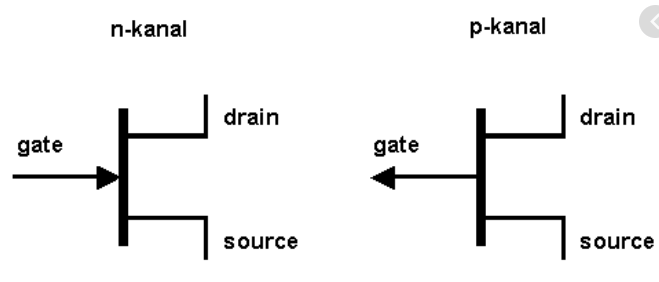 n-kanal
gate
drain
source
p-kanal
gate
drain
source